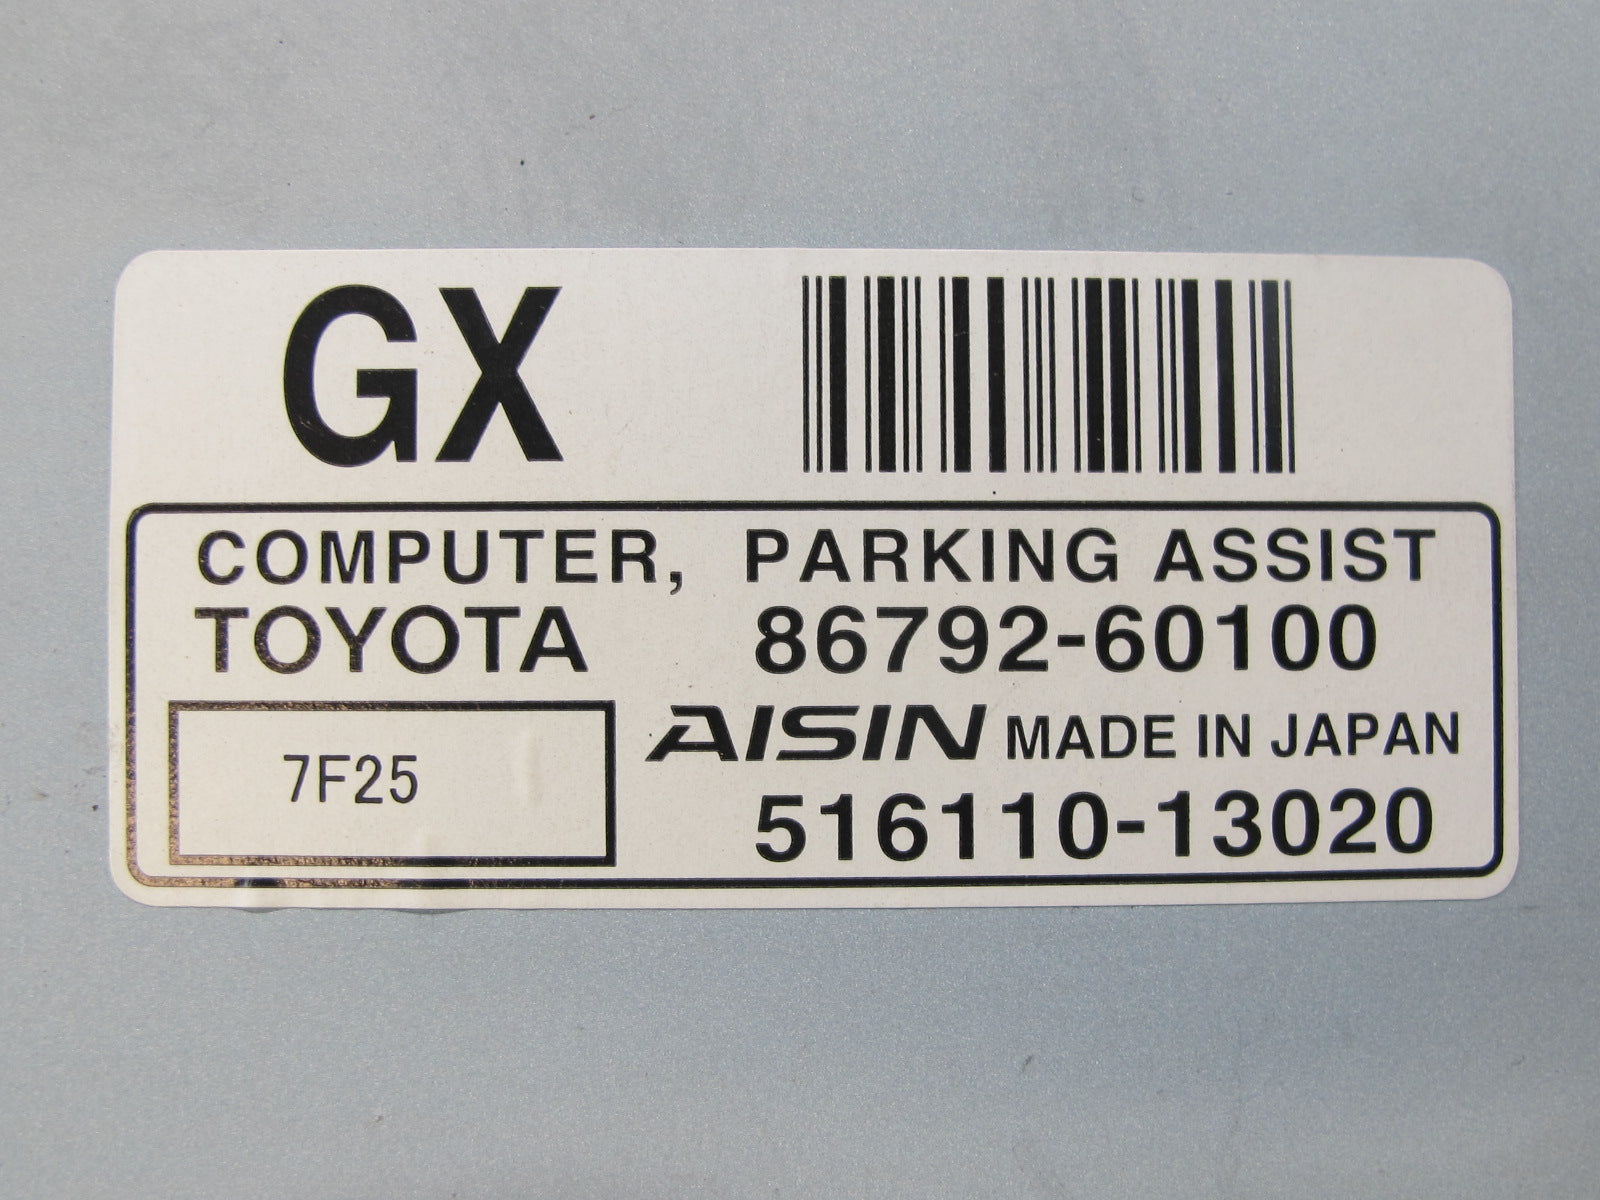 GX
COMPUTER, PARKING ASSIST
TOYOTA 86792-60100
7F25
AISIN MADE IN JAPAN
516110-13020